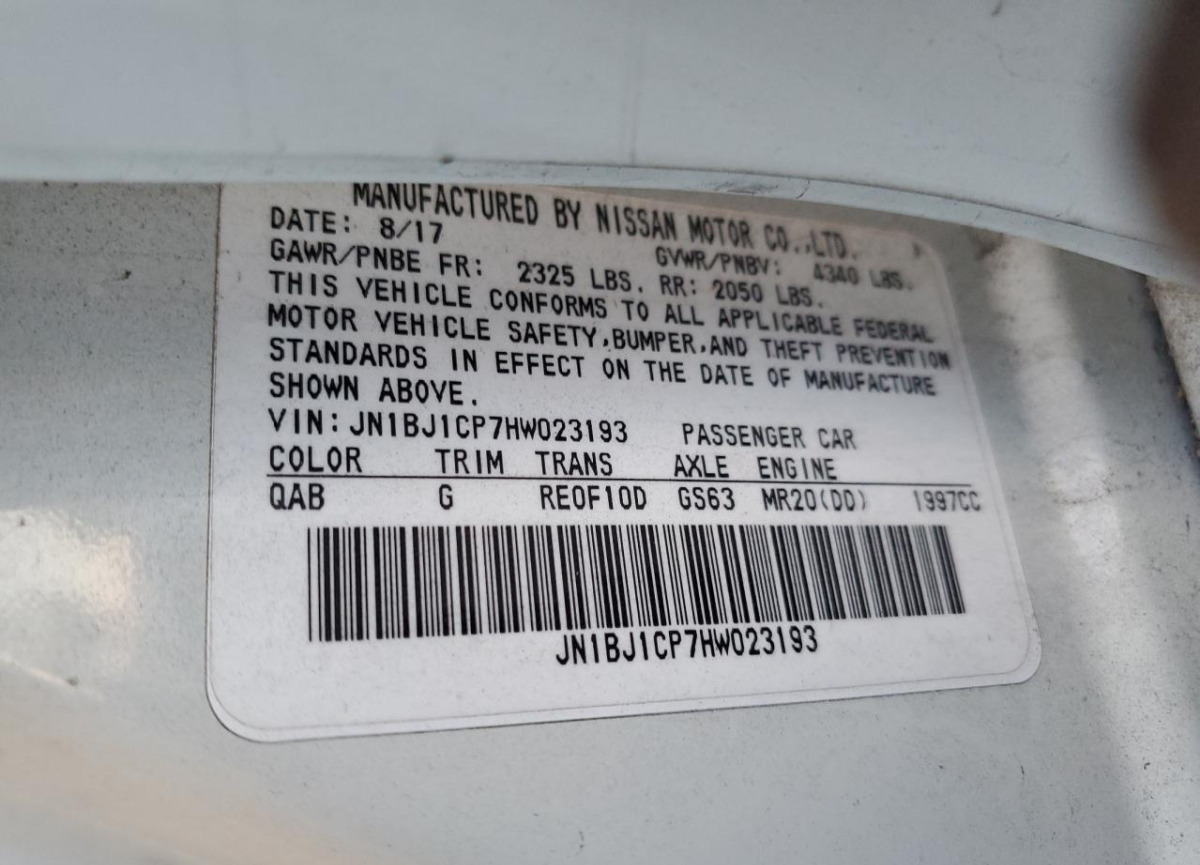 MANUFACTURED BY NISSAN MOTOR CO.,LTD.
DATE: 8/17 GVWR/PNBV: 4340 LBS.
GAWR/PNBE FR: 2325 LBS. RR: 2050 LBS.
THIS VEHICLE CONFORMS TO ALL APPLICABLE FEDERAL
MOTOR VEHICLE SAFETY,BUMPER,AND THEFT PREVENTION
STANDARDS IN EFFECT ON THE DATE OF MANUFACTURE
SHOWN ABOVE.
VIN:JN1BJ1CP7HW023193 PASSENGER CAR
COLOR TRIM TRANS AXLE ENGINE
QAB G RE0F10D GS63 MR20(DD) 1997CC
JN1BJ1CP7HW023193